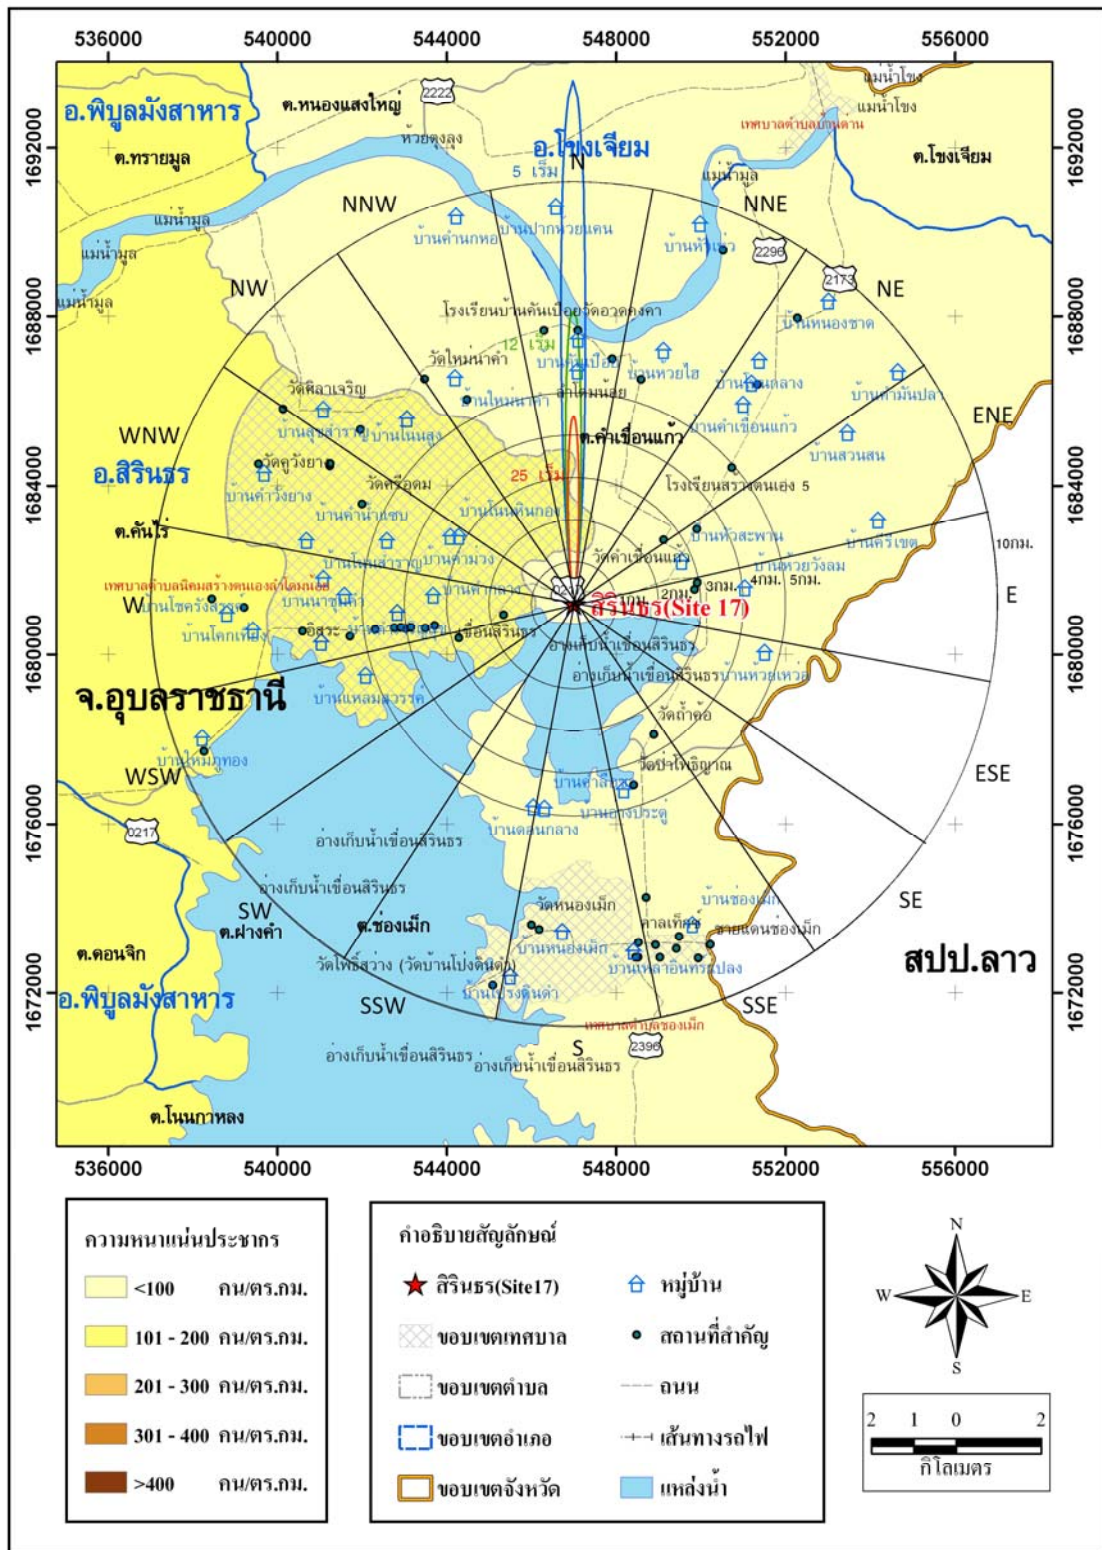 536000 540000 544000 548000 552000 556000
1692000
1688000
1684000
1680000
1676000
1672000
1692000
1688000
1684000
1680000
1676000
1672000
อ.พิบูลมังสาหาร
ต.ทรายมูล
ต.หนองแสงใหญ่
2222
ห้วยตุงลุง
อ.โขงเจียม
N
5 เร็ม
แม่น้ำโขง
แม่น้ำโขง
เทศบาลตำบลบ้านด่าน
ต.โขงเจียม
แม่น้ำมูล
NNW
NNE
บ้านคำนกหอ
บ้านปากห้วยแคน
บ้านหัวเห่ว
2296
2173
แม่น้ำมูล
แม่น้ำมูล
แม่น้ำมูล
NW
NE
บ้านหนองชาด
โรงเรียนบ้านคันเปือย
วัดอวดคงคา
12 เร็ม
บ้านคันเปือย
บ้านห้วยไฮ
วัดใหม่นาคำ
บ้านใหม่นาคำ
ลำโดมน้อย
บ้านคำมันปลา
บ้านคำเขื่อนแก้ว
ต.คำเขื่อนแก้ว
ENE
บ้านสวนสน
วัดศิลาเจริญ
บ้านสุขสำราญ
บ้านโนนสูง
WNW
อ.สิรินธร
วัดคูวังยาง
บ้านคำวังยาง
วัดศรีอุดม
25 เร็ม
โรงเรียนสร้างตนเอง 5
บ้านคำน้ำแซบ
บ้านโนนหินกอง
ต.คันไร่
บ้านหัวสะพาน
บ้านศรีเขต
10กม.
บ้านโนนสำราญ
บ้านคำม่วง
วัดคำเขื่อนแก้ว
บ้านห้วยวังลม
เทศบาลตำบลนิคมสร้างตนเองลำโดมน้อย
W
บ้านโชครังสรรค์
บ้านคำกลาง
1กม. 2กม. 3กม. 4กม. 5กม.
E
สิรินธร(Site 17)
บ้านโคกเที่ยง
อิสระ
เขื่อนสิรินธร
อ่างเก็บน้ำเขื่อนสิรินธร
อ่างเก็บน้ำเขื่อนสิรินธร
บ้านห้วยเหว่อ
จ.อุบลราชธานี
บ้านแหลมสวรรค์
วัดถ้ำค้อ
บ้านใหม่ภูทอง
WSW
วัดป่าโพธิญาณ
ESE
บ้านอ่างประดู่
บ้านดอนกลาง
0217
อ่างเก็บน้ำเขื่อนสิรินธร
อ่างเก็บน้ำเขื่อนสิรินธร
SW
ต.ฝางคำ
ต.ช่องเม็ก
วัดหนองเม็ก
บ้านหนองเม็ก
บ้านช่องเม็ก
SE
ชายแดนช่องเม็ก
ต.ดอนจิก
อ.พิบูลมังสาหาร
วัดโพธิ์สว่าง (วัดบ้านโปงดินดำ)
บ้านโปรงดินดำ
บ้านเหล่าอินทร์แปลง
สปป.ลาว
SSW
SSE
S
เทศบาลตำบลช่องเม็ก
2396
อ่างเก็บน้ำเขื่อนสิรินธร
อ่างเก็บน้ำเขื่อนสิรินธร
ต.โนนกาหลง
536000 540000 544000 548000 552000 556000
ความหนาแน่นประชากร
<100 คน/ตร.กม.
101 - 200 คน/ตร.กม.
201 - 300 คน/ตร.กม.
301 - 400 คน/ตร.กม.
>400 คน/ตร.กม.
คำอธิบายสัญลักษณ์
สิรินธร(Site17)
ขอบเขตเทศบาล
ขอบเขตตำบล
ขอบเขตอำเภอ
ขอบเขตจังหวัด
หมู่บ้าน
สถานที่สำคัญ
ถนน
เส้นทางรถไฟ
แหล่งน้ำ
N
W E
S
2 1 0 2
กิโลเมตร